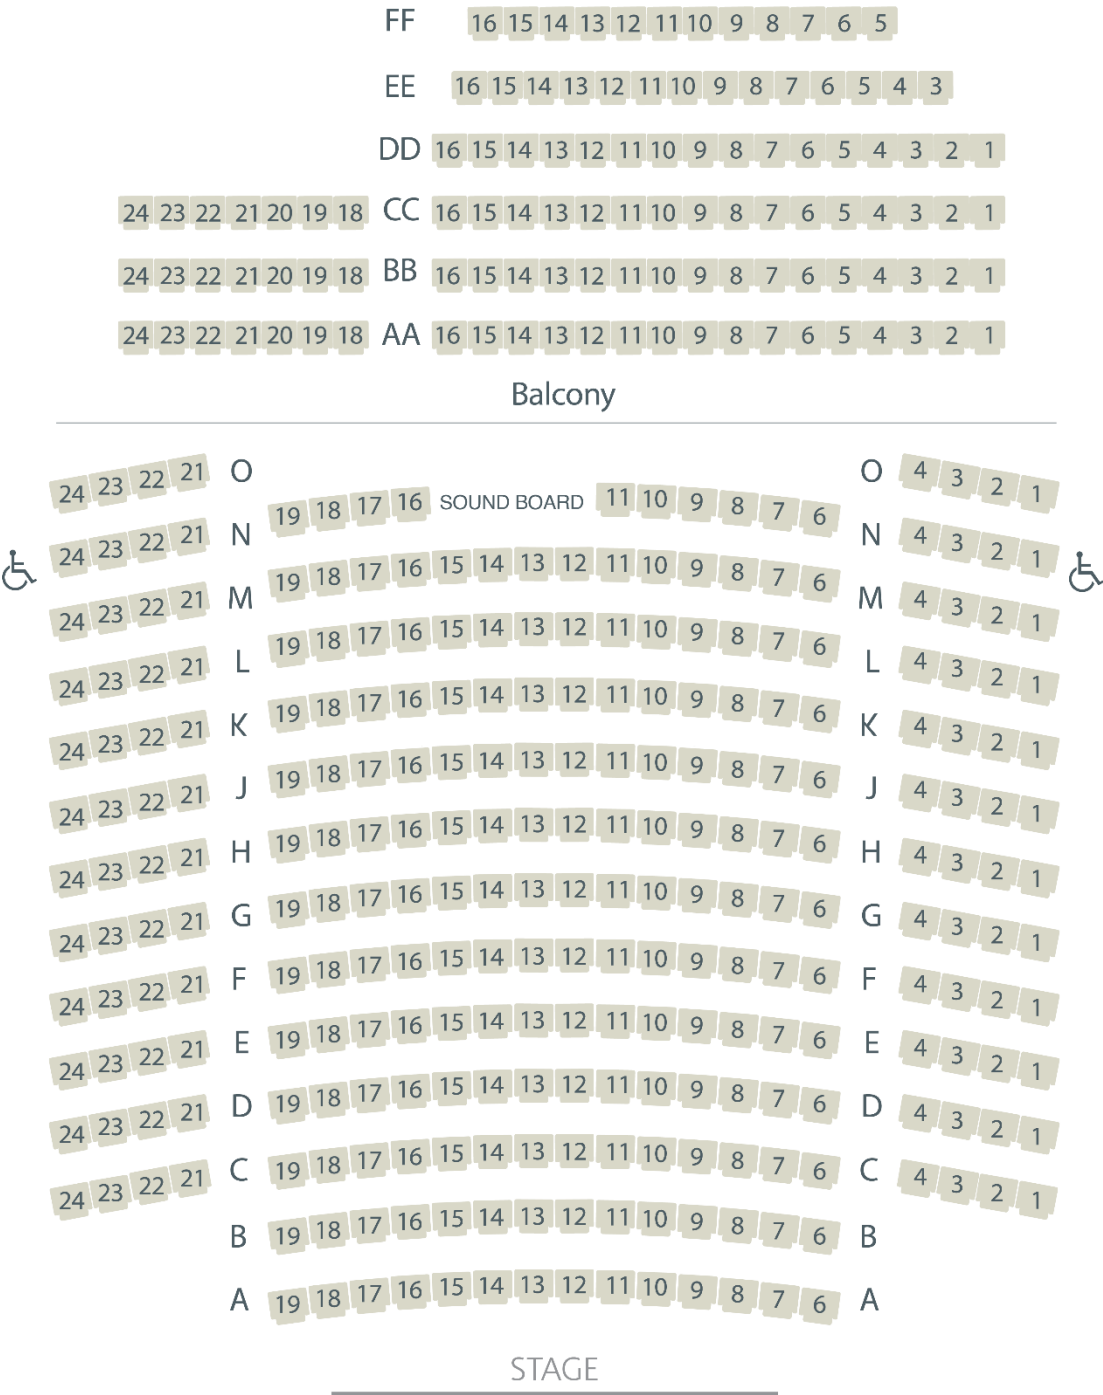 FF 16 15 14 13 12 11 10 9 8 7 6 5
EE 16 15 14 13 12 11 10 9 8 7 6 5 4 3
DD 16 15 14 13 12 11 10 9 8 7 6 5 4 3 2 1
24 23 22 21 20 19 18 CC 16 15 14 13 12 11 10 9 8 7 6 5 4 3 2 1
24 23 22 21 20 19 18 BB 16 15 14 13 12 11 10 9 8 7 6 5 4 3 2 1
24 23 22 21 20 19 18 AA 16 15 14 13 12 11 10 9 8 7 6 5 4 3 2 1
Balcony
24 23 22 21 O O 4 3 2 1
19 18 17 16 SOUND BOARD 11 10 9 8 7 6
24 23 22 21 N N 4 3 2 1
19 18 17 16 15 14 13 12 11 10 9 8 7 6
24 23 22 21 M M 4 3 2 1
19 18 17 16 15 14 13 12 11 10 9 8 7 6
24 23 22 21 L L 4 3 2 1
19 18 17 16 15 14 13 12 11 10 9 8 7 6
24 23 22 21 K K 4 3 2 1
19 18 17 16 15 14 13 12 11 10 9 8 7 6
24 23 22 21 J J 4 3 2 1
19 18 17 16 15 14 13 12 11 10 9 8 7 6
24 23 22 21 H H 4 3 2 1
19 18 17 16 15 14 13 12 11 10 9 8 7 6
24 23 22 21 G G 4 3 2 1
19 18 17 16 15 14 13 12 11 10 9 8 7 6
24 23 22 21 F F 4 3 2 1
19 18 17 16 15 14 13 12 11 10 9 8 7 6
24 23 22 21 E E 4 3 2 1
19 18 17 16 15 14 13 12 11 10 9 8 7 6
24 23 22 21 D D 4 3 2 1
19 18 17 16 15 14 13 12 11 10 9 8 7 6
24 23 22 21 C C 4 3 2 1
B 19 18 17 16 15 14 13 12 11 10 9 8 7 6 B
A 19 18 17 16 15 14 13 12 11 10 9 8 7 6 A
STAGE